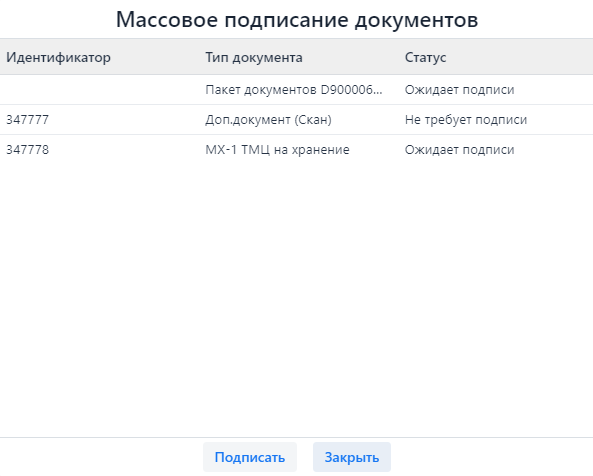 Массовое подписание документов
Идентификатор Тип документа Статус
Пакет документов D900006... Ожидает подписи
347777 Доп.документ (Скан) Не требует подписи
347778 МХ-1 ТМЦ на хранение Ожидает подписи
Подписать Закрыть